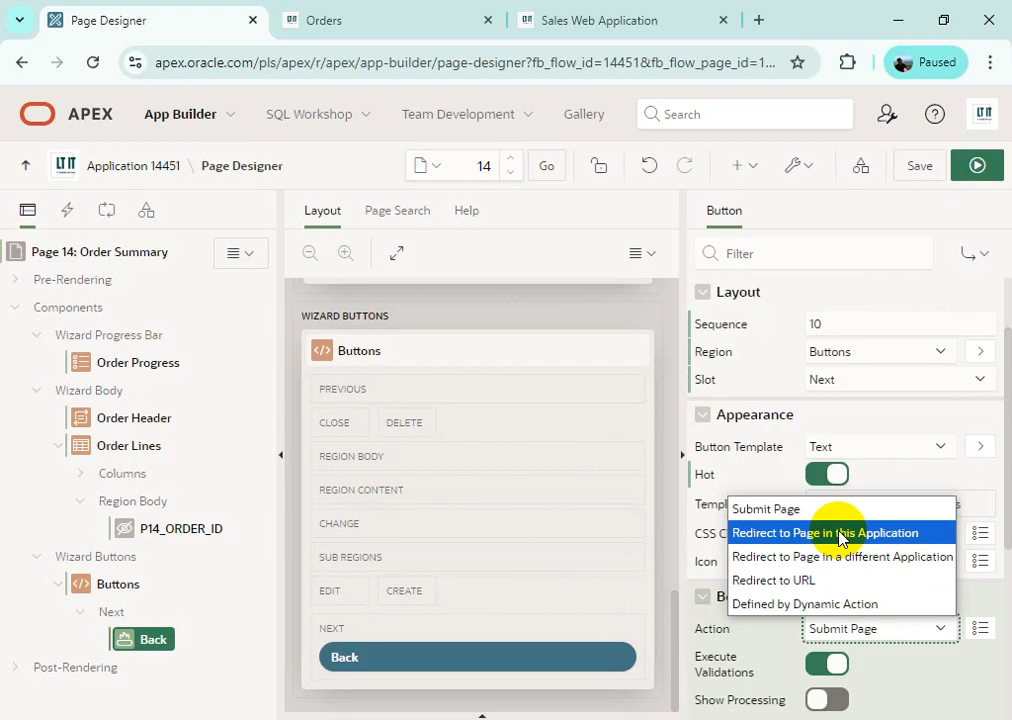 Page Designer
Orders
Sales Web Application
apex.oracle.com/pls/apex/r/apex/app-builder/page-designer?fb_flow_id=14451&fb_flow_page_id=1...
Paused
APEX
App Builder
SQL Workshop
Team Development
Gallery
Search
LT IT
Application 14451 \ Page Designer
14
Go
Save
Page 14: Order Summary
Pre-Rendering
Components
Wizard Progress Bar
Order Progress
Wizard Body
Order Header
Order Lines
Columns
Region Body
P14_ORDER_ID
Wizard Buttons
Buttons
Next
Back
Post-Rendering
Layout
Page Search
Help
WIZARD BUTTONS
Buttons
PREVIOUS
CLOSE
DELETE
REGION BODY
REGION CONTENT
CHANGE
SUB REGIONS
EDIT
CREATE
NEXT
Back
Button
Filter
Layout
Sequence
10
Region
Buttons
Slot
Next
Appearance
Button Template
Text
Hot
Templ
s
CSS C
Icon
Submit Page
Redirect to Page in this Application
Redirect to Page in a different Application
Redirect to URL
Defined by Dynamic Action
Action
Submit Page
Execute
Validations
Show Processing